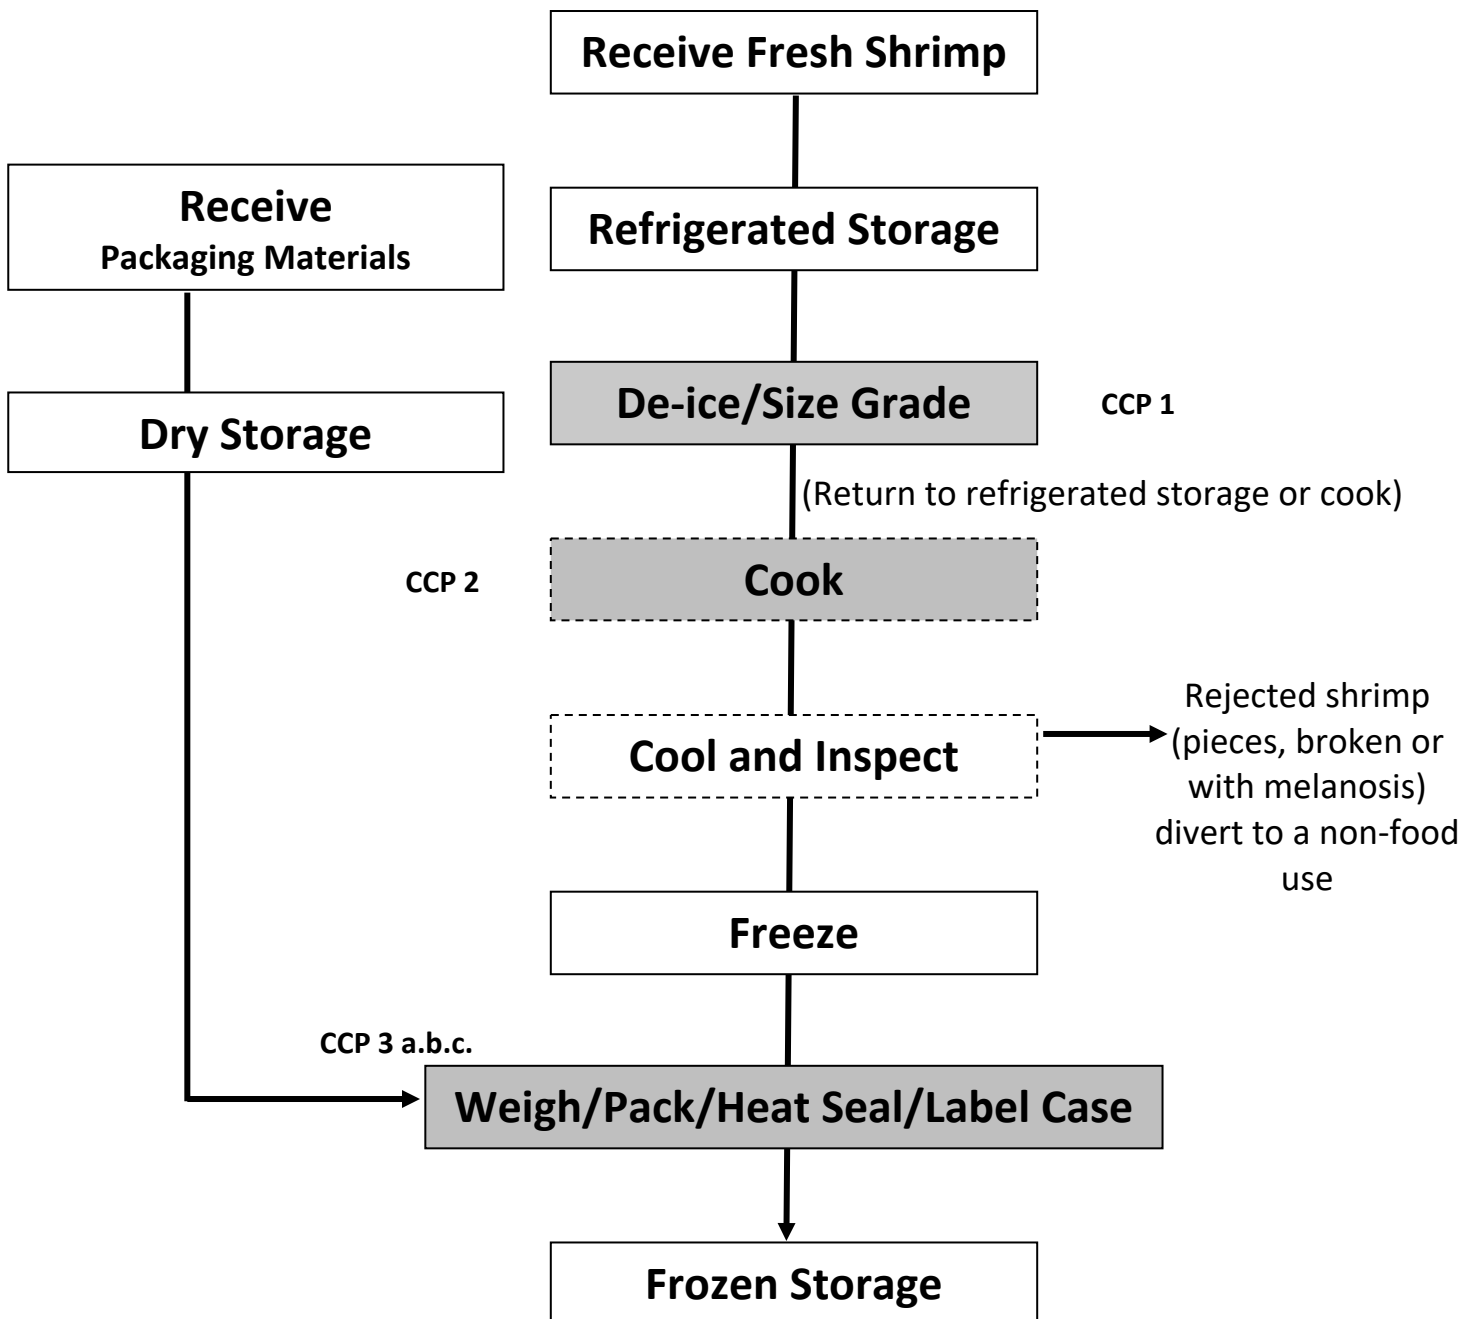 Receive Fresh Shrimp
Receive
Packaging Materials
Refrigerated Storage
De-ice/Size Grade
CCP 1
Dry Storage
(Return to refrigerated storage or cook)
CCP 2
Cook
Cool and Inspect
Rejected shrimp
(pieces, broken or
with melanosis)
divert to a non-food
use
Freeze
CCP 3 a.b.c.
Weigh/Pack/Heat Seal/Label Case
Frozen Storage